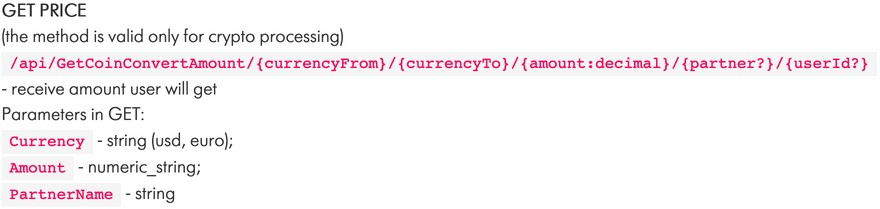 GET PRICE
(the method is valid only for crypto processing)
/api/GetCoinConvertAmount/{currencyFrom}/{currencyTo}/{amount:decimal}/{partner?}/{userId?}
- receive amount user will get
Parameters in GET:
Currency - string (usd, euro);
Amount - numeric_string;
PartnerName - string